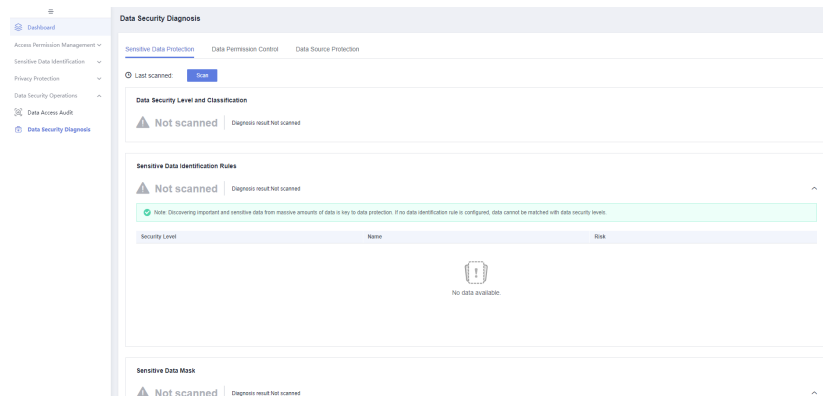 Dashboard
Access Permission Management
Sensitive Data Identification
Privacy Protection
Data Security Operations
Data Access Audit
Data Security Diagnosis
Data Security Diagnosis
Sensitive Data Protection Data Permission Control Data Source Protection
Last scanned: Scan
Data Security Level and Classification
Not scanned Diagnosis result Not scanned
Sensitive Data Identification Rules
Not scanned Diagnosis result Not scanned
Note: Discovering important and sensitive data from massive amounts of data is key to data protection. If no data identification rule is configured, data cannot be matched with data security levels.
Security Level Name Risk
No data available.
Sensitive Data Mask
Not scanned Diagnosis result Not scanned